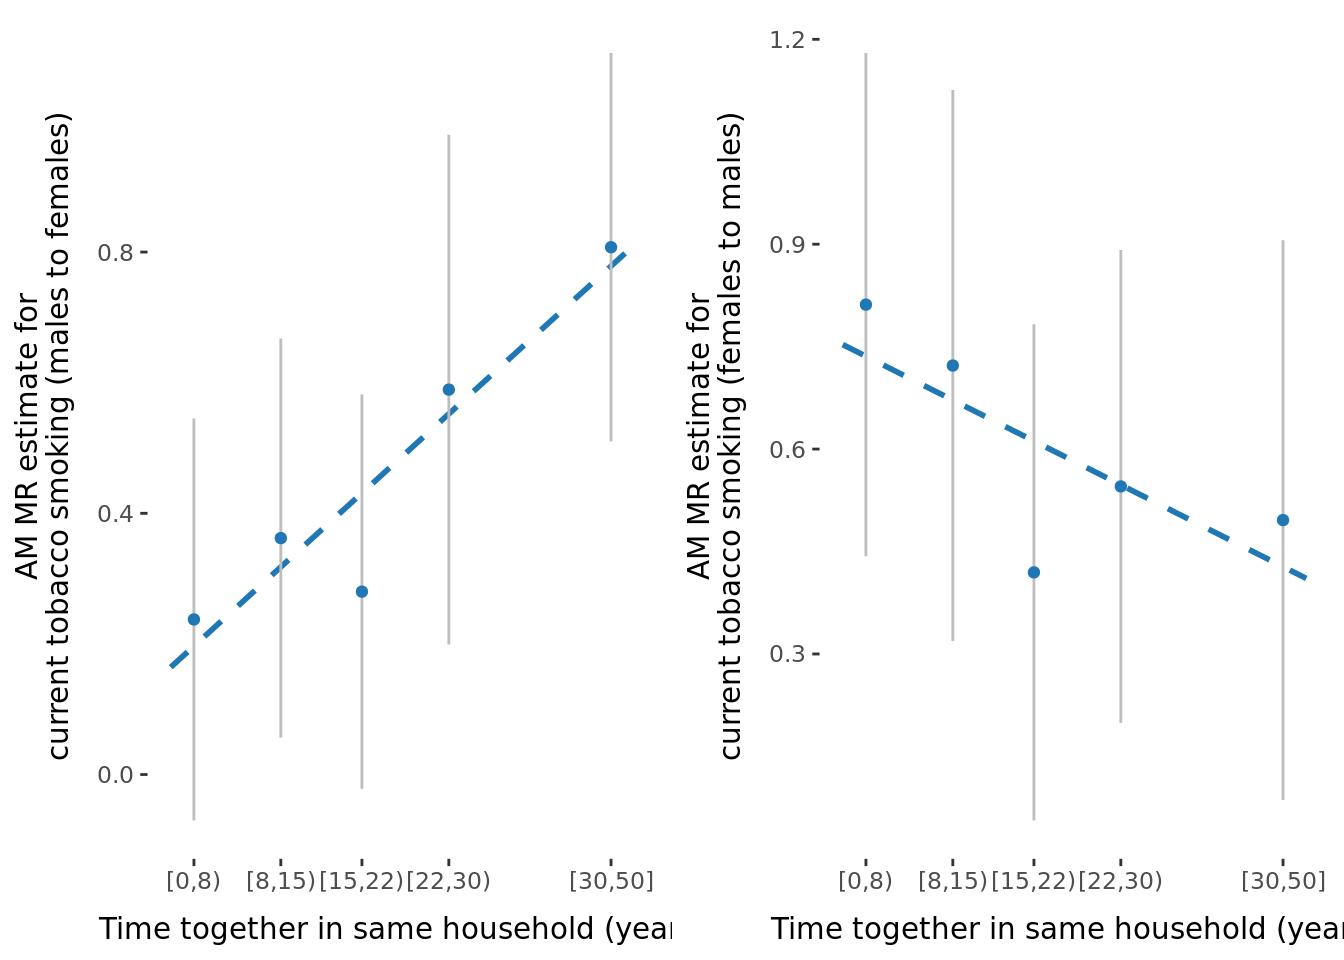 AM MR estimate for
current tobacco smoking (males to females)
0.8
0.4
0.0
[0,8)
[8,15)
[15,22)
[22,30)
[30,50]
Time together in same household (year
AM MR estimate for
current tobacco smoking (females to males)
1.2
0.9
0.6
0.3
[0,8)
[8,15)
[15,22)
[22,30)
[30,50]
Time together in same household (year